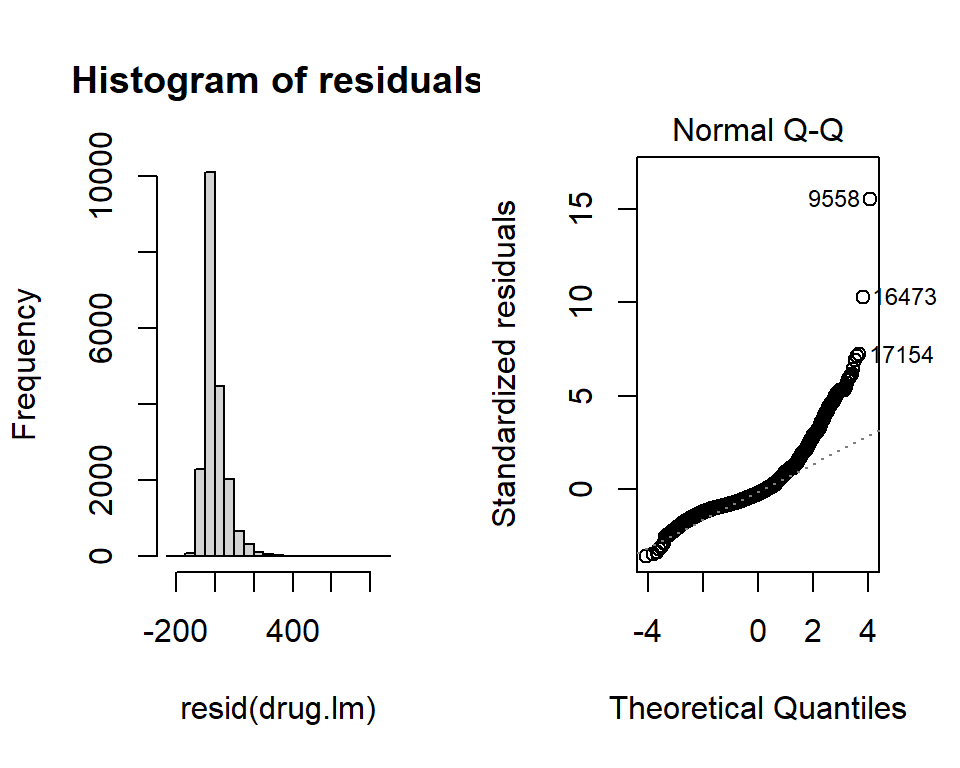 Histogram of residuals
Frequency
10000
6000
2000
0
-200 400
resid(drug.lm)
Normal Q-Q
Standardized residuals
15
10
5
0
9558
16473
17154
-4 0 2 4
Theoretical Quantiles